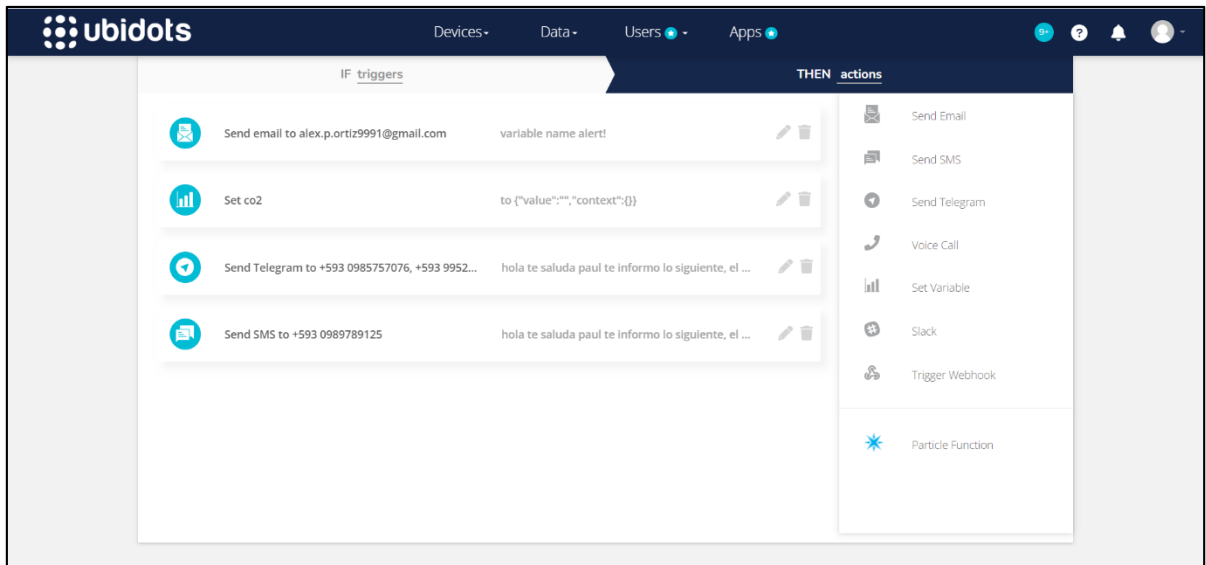 ubidots
Devices
Data
Users
Apps
9+
?
IF triggers
THEN actions
Send email to alex.p.ortiz9991@gmail.com
variable name alert!
Set co2
to {"value":"","context":{}}
Send Telegram to +593 0985757076, +593 9952...
hola te saluda paul te informo lo siguiente, el ...
Send SMS to +593 0989789125
hola te saluda paul te informo lo siguiente, el ...
Send Email
Send SMS
Send Telegram
Voice Call
Set Variable
Slack
Trigger Webhook
Particle Function